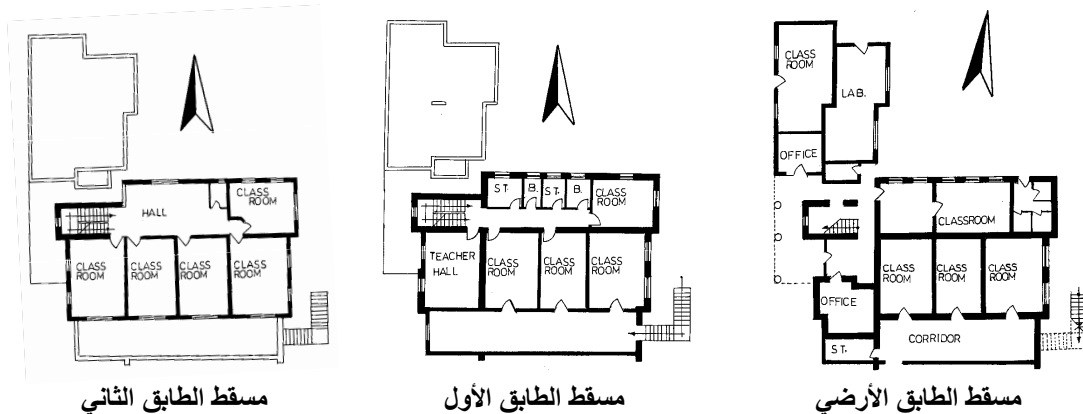 CLASS
ROOM
HALL
CLASS
ROOM
CLASS
ROOM
CLASS
ROOM
CLASS
ROOM
مسقط الطابق الثاني
ST.
B.
ST.
B.
CLASS
ROOM
TEACHER
HALL
CLASS
ROOM
CLASS
ROOM
CLASS
ROOM
مسقط الطابق الأول
CLASS
ROOM
LAB.
OFFICE
CLASSROOM
CLASS
ROOM
CLASS
ROOM
CLASS
ROOM
OFFICE
ST.
CORRIDOR
مسقط الطابق الأرضي